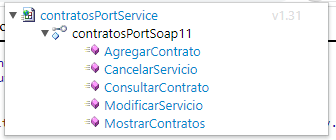 contratosPortService v1.31
contratosPortSoap11
AgregarContrato
CancelarServicio
ConsultarContrato
ModificarServicio
MostrarContratos